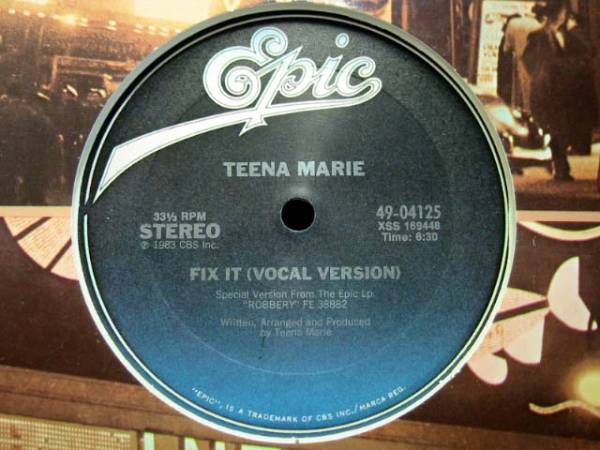 Epic
TEENA MARIE
33⅓ RPM
STEREO
℗ 1983 CBS Inc.
49-04125
XSS 169448
Time: 6:30
FIX IT (VOCAL VERSION)
Special Version From The Epic Lp
"ROBBERY" FE 38882
Written, Arranged and Produced
by Teena Marie
"EPIC", IS A TRADEMARK OF CBS INC./MARCA REG.